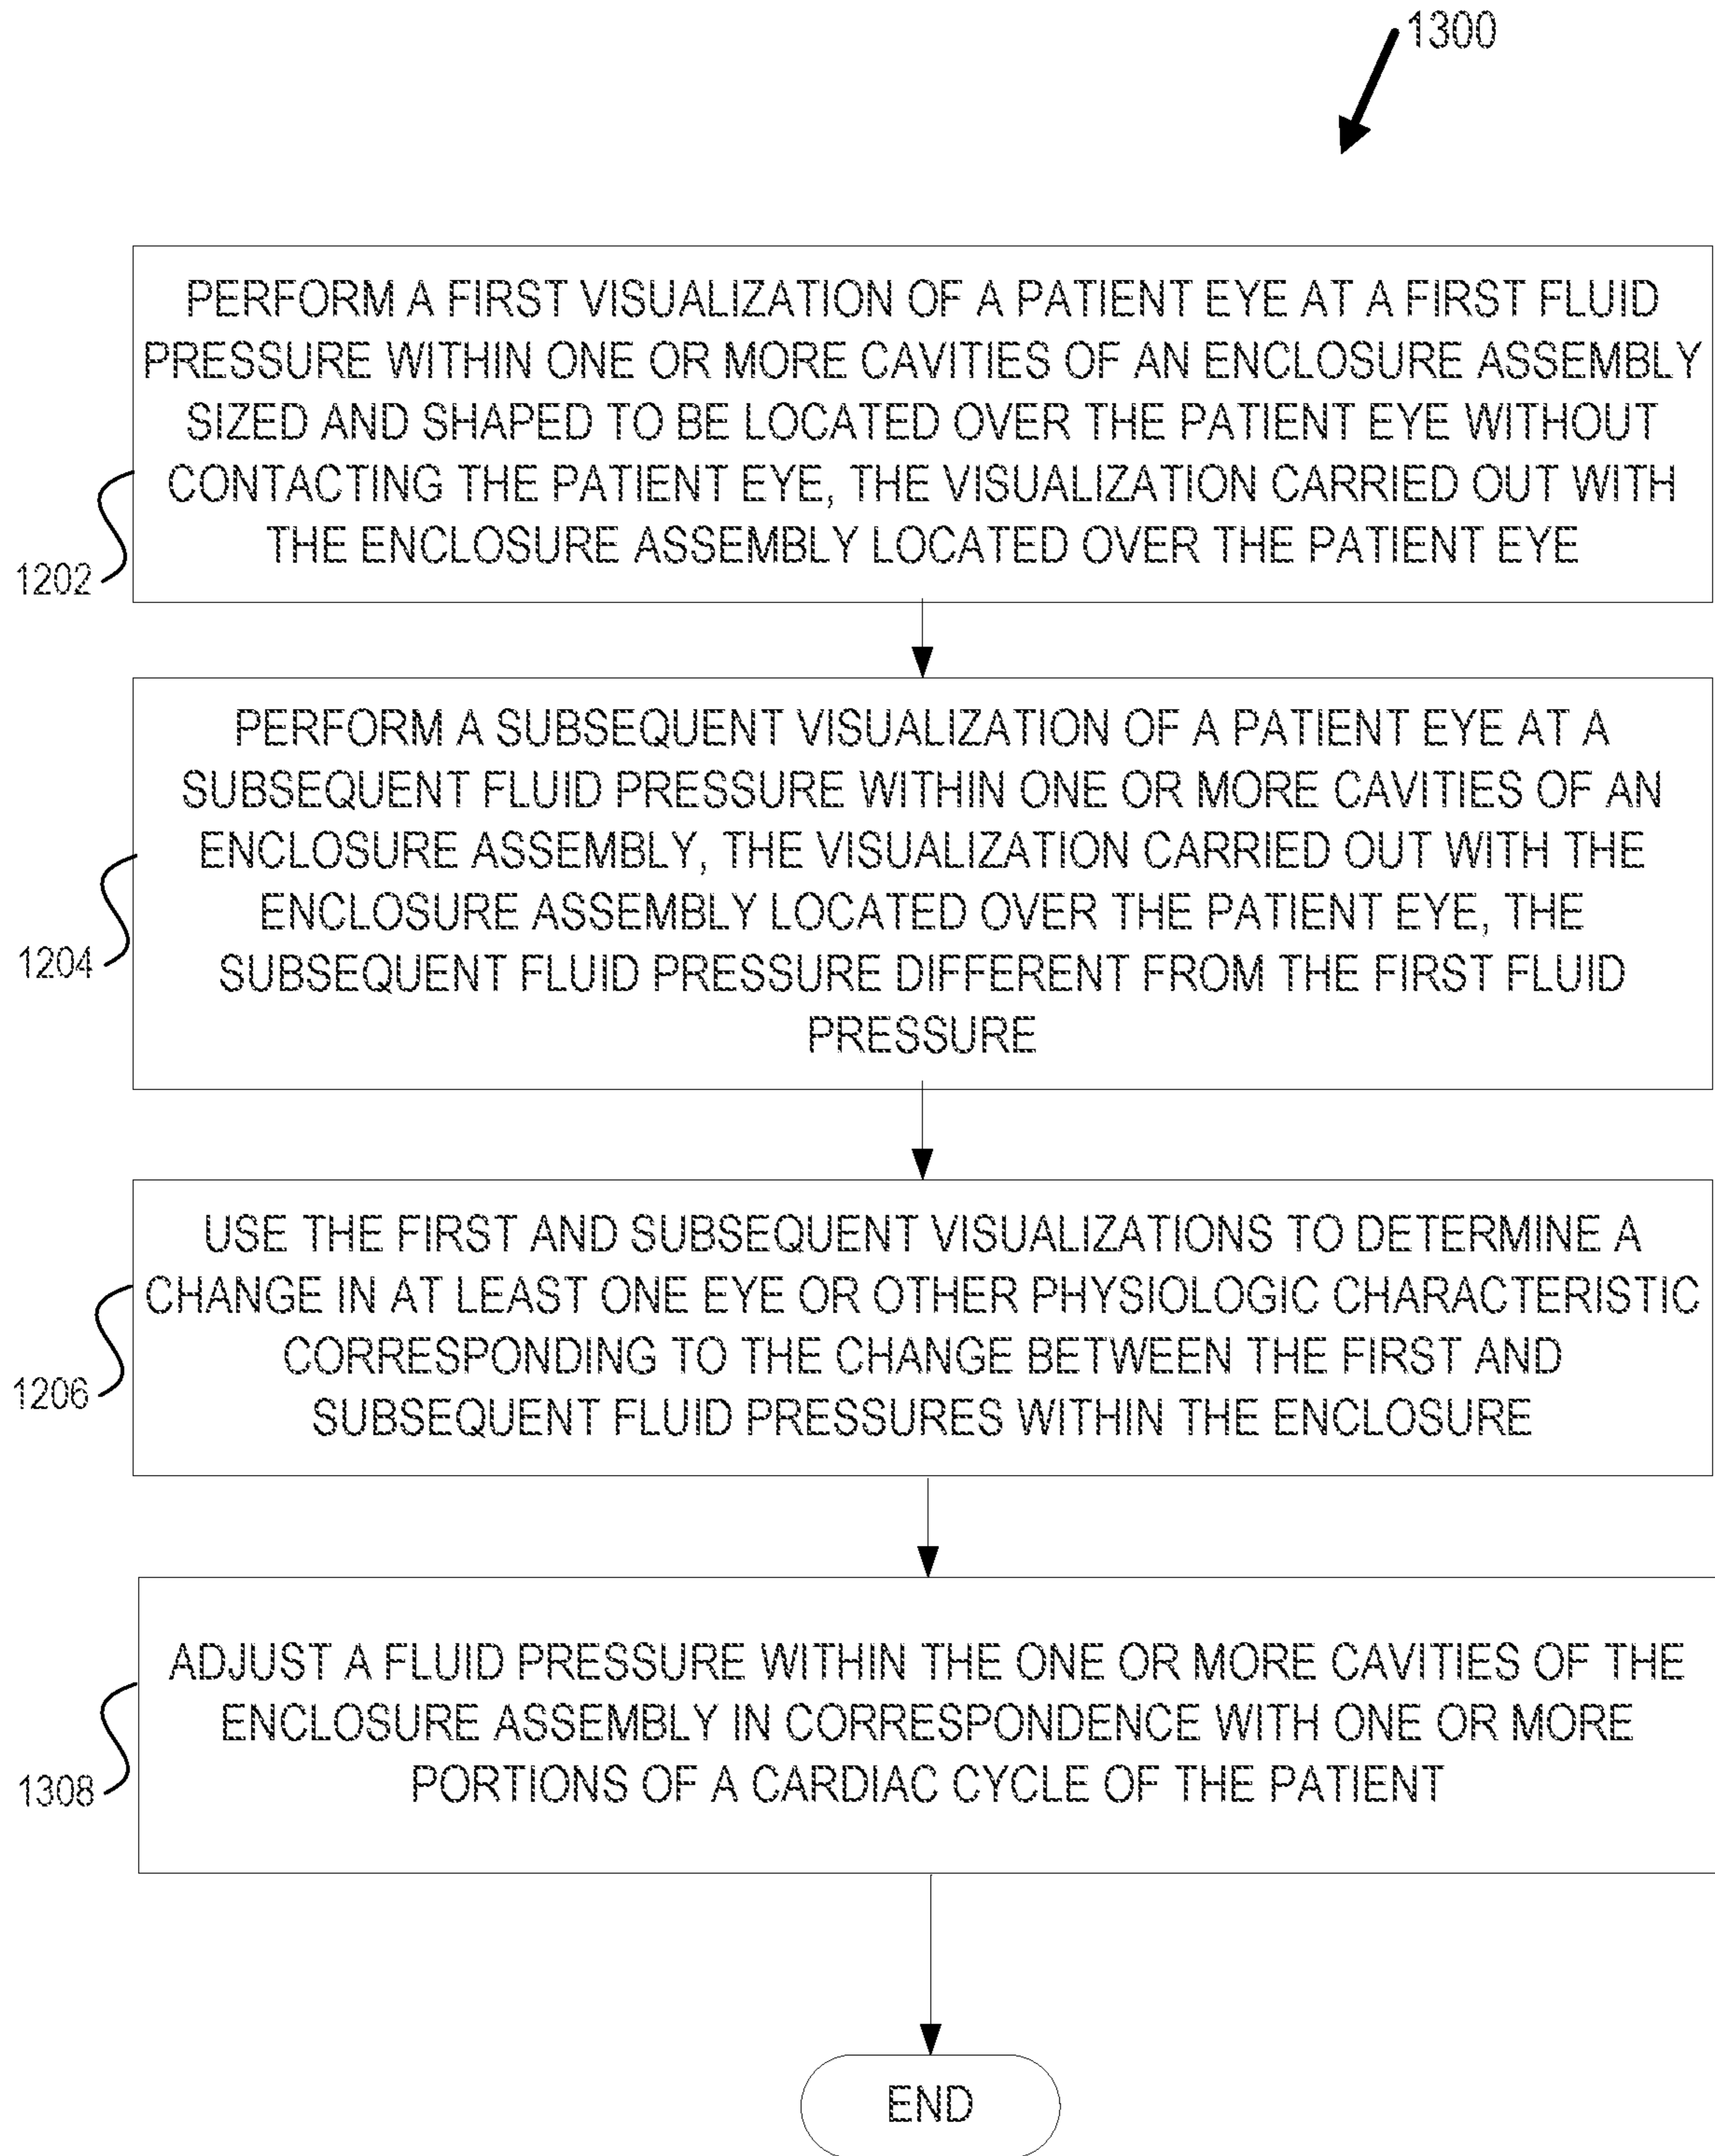 1300
PERFORM A FIRST VISUALIZATION OF A PATIENT EYE AT A FIRST FLUID
PRESSURE WITHIN ONE OR MORE CAVITIES OF AN ENCLOSURE ASSEMBLY
SIZED AND SHAPED TO BE LOCATED OVER THE PATIENT EYE WITHOUT
CONTACTING THE PATIENT EYE, THE VISUALIZATION CARRIED OUT WITH
THE ENCLOSURE ASSEMBLY LOCATED OVER THE PATIENT EYE
1202
PERFORM A SUBSEQUENT VISUALIZATION OF A PATIENT EYE AT A
SUBSEQUENT FLUID PRESSURE WITHIN ONE OR MORE CAVITIES OF AN
ENCLOSURE ASSEMBLY, THE VISUALIZATION CARRIED OUT WITH THE
ENCLOSURE ASSEMBLY LOCATED OVER THE PATIENT EYE, THE
SUBSEQUENT FLUID PRESSURE DIFFERENT FROM THE FIRST FLUID
PRESSURE
1204
USE THE FIRST AND SUBSEQUENT VISUALIZATIONS TO DETERMINE A
CHANGE IN AT LEAST ONE EYE OR OTHER PHYSIOLOGIC CHARACTERISTIC
CORRESPONDING TO THE CHANGE BETWEEN THE FIRST AND
SUBSEQUENT FLUID PRESSURES WITHIN THE ENCLOSURE
1206
ADJUST A FLUID PRESSURE WITHIN THE ONE OR MORE CAVITIES OF THE
ENCLOSURE ASSEMBLY IN CORRESPONDENCE WITH ONE OR MORE
PORTIONS OF A CARDIAC CYCLE OF THE PATIENT
1308
END